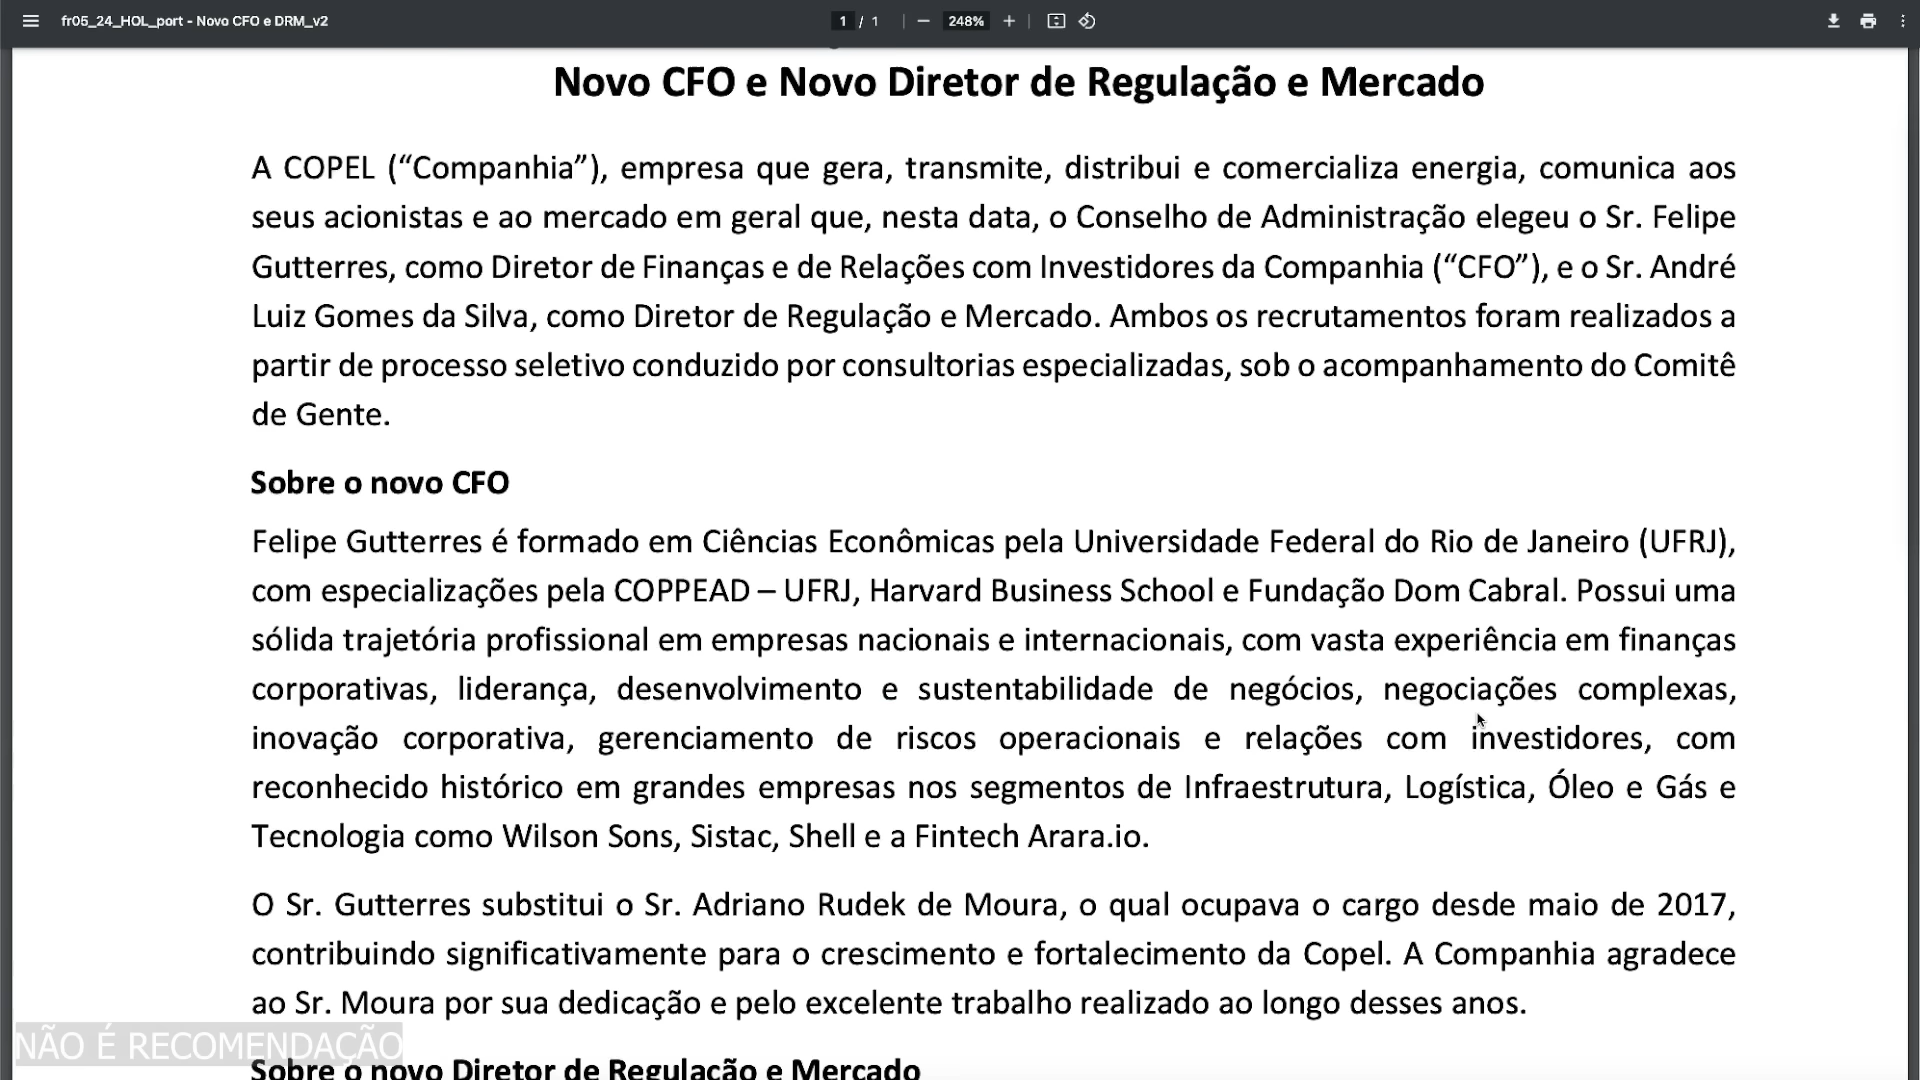 fr05_24_HOL_port - Novo CFO e DRM_v2
1 / 1
248%
Novo CFO e Novo Diretor de Regulação e Mercado
A COPEL (“Companhia”), empresa que gera, transmite, distribui e comercializa energia, comunica aos
seus acionistas e ao mercado em geral que, nesta data, o Conselho de Administração elegeu o Sr. Felipe
Gutterres, como Diretor de Finanças e de Relações com Investidores da Companhia (“CFO”), e o Sr. André
Luiz Gomes da Silva, como Diretor de Regulação e Mercado. Ambos os recrutamentos foram realizados a
partir de processo seletivo conduzido por consultorias especializadas, sob o acompanhamento do Comitê
de Gente.
Sobre o novo CFO
Felipe Gutterres é formado em Ciências Econômicas pela Universidade Federal do Rio de Janeiro (UFRJ),
com especializações pela COPPEAD – UFRJ, Harvard Business School e Fundação Dom Cabral. Possui uma
sólida trajetória profissional em empresas nacionais e internacionais, com vasta experiência em finanças
corporativas, liderança, desenvolvimento e sustentabilidade de negócios, negociações complexas,
inovação corporativa, gerenciamento de riscos operacionais e relações com investidores, com
reconhecido histórico em grandes empresas nos segmentos de Infraestrutura, Logística, Óleo e Gás e
Tecnologia como Wilson Sons, Sistac, Shell e a Fintech Arara.io.
O Sr. Gutterres substitui o Sr. Adriano Rudek de Moura, o qual ocupava o cargo desde maio de 2017,
contribuindo significativamente para o crescimento e fortalecimento da Copel. A Companhia agradece
ao Sr. Moura por sua dedicação e pelo excelente trabalho realizado ao longo desses anos.
NÃO É RECOMENDAÇÃO
Sobre o novo Diretor de Regulação e Mercado